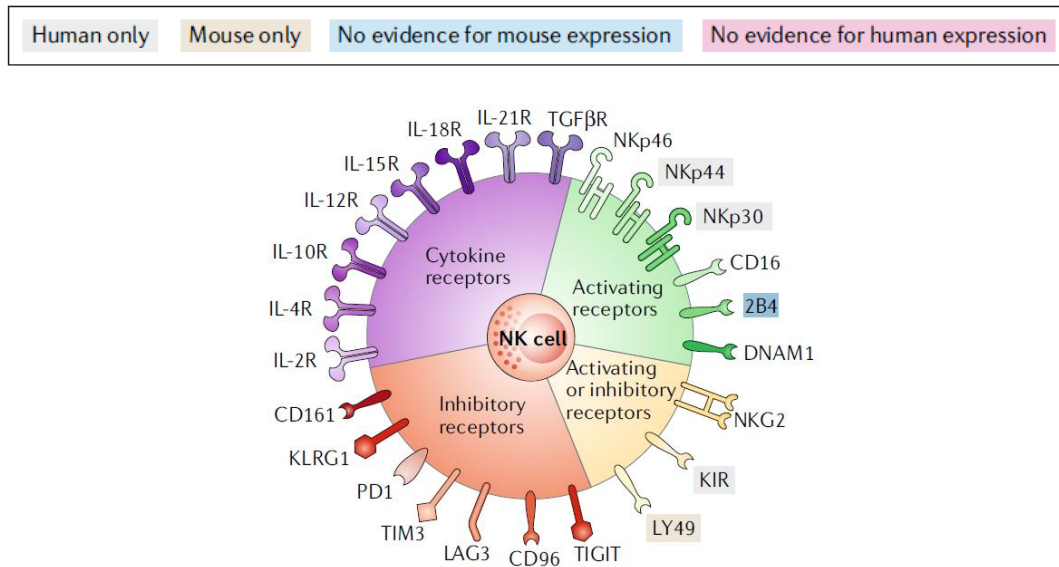 Human only
Mouse only
No evidence for mouse expression
No evidence for human expression
IL-21R
TGFβR
IL-18R
NKp46
IL-15R
NKp44
IL-12R
NKp30
IL-10R
CD16
Cytokine
receptors
Activating
receptors
IL-4R
2B4
NK cell
IL-2R
DNAM1
Activating
or inhibitory
receptors
CD161
Inhibitory
receptors
NKG2
KLRG1
KIR
PD1
TIM3
LY49
LAG3
CD96
TIGIT